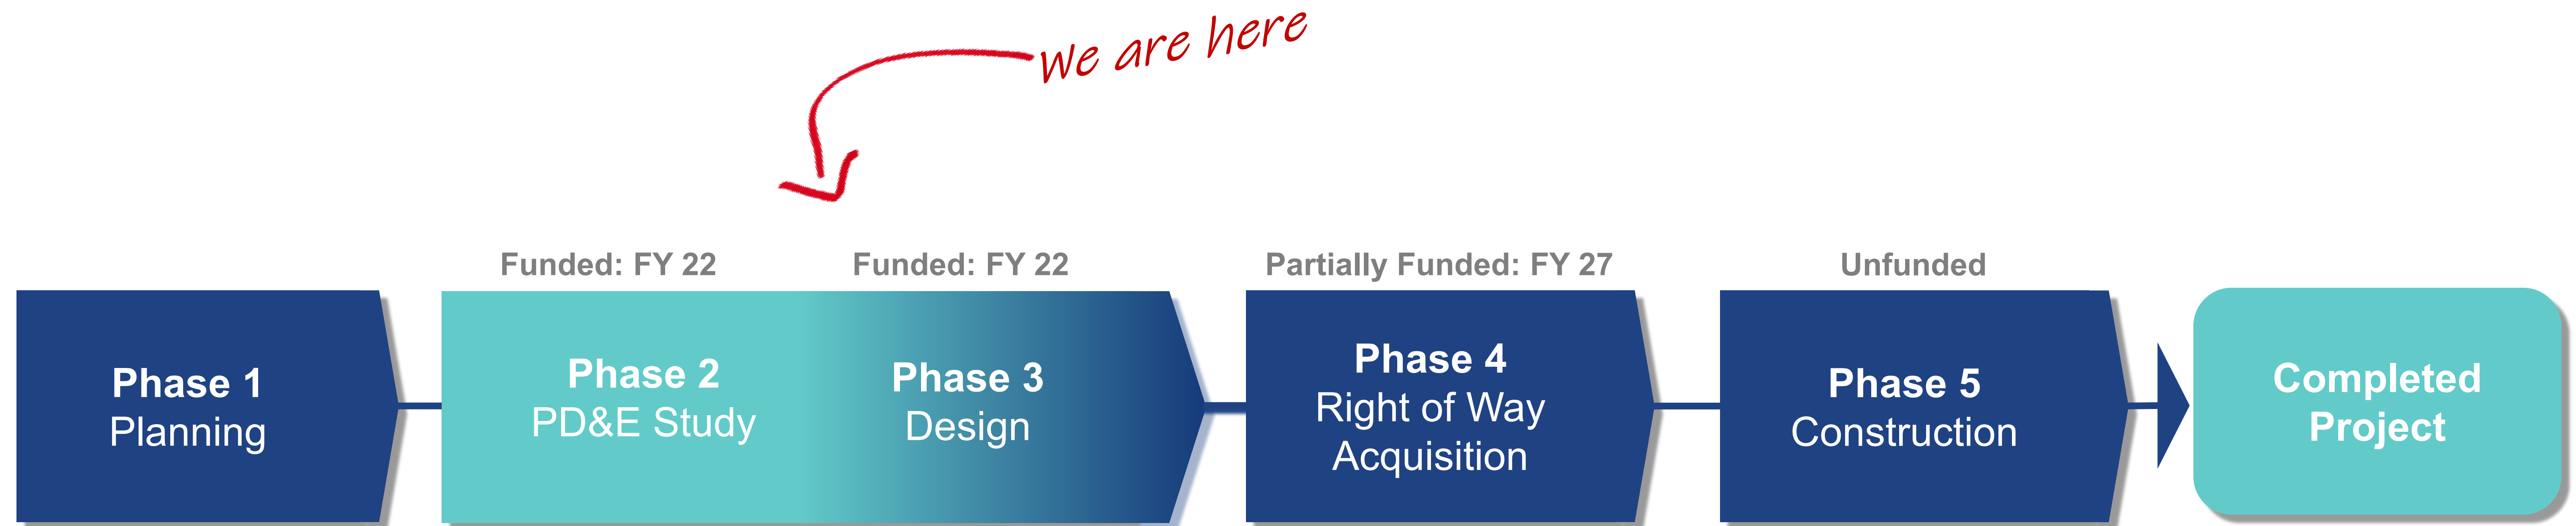 we are here
Funded: FY 22
Funded: FY 22
Partially Funded: FY 27
Unfunded
Phase 1
Planning
Phase 2
PD&E Study
Phase 3
Design
Phase 4
Right of Way
Acquisition
Phase 5
Construction
Completed
Project